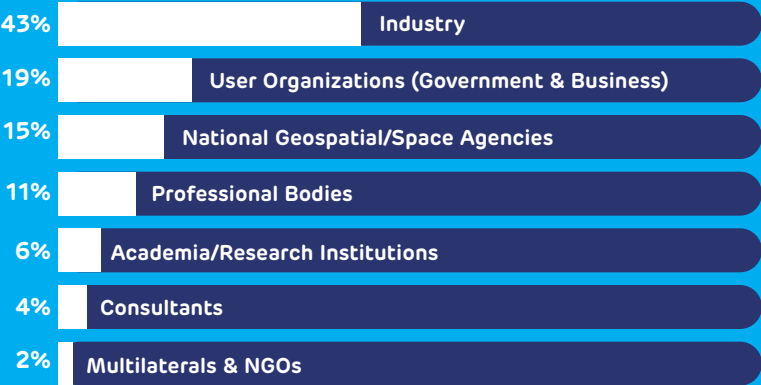 43% Industry
19% User Organizations (Government & Business)
15% National Geospatial/Space Agencies
11% Professional Bodies
6% Academia/Research Institutions
4% Consultants
2% Multilaterals & NGOs